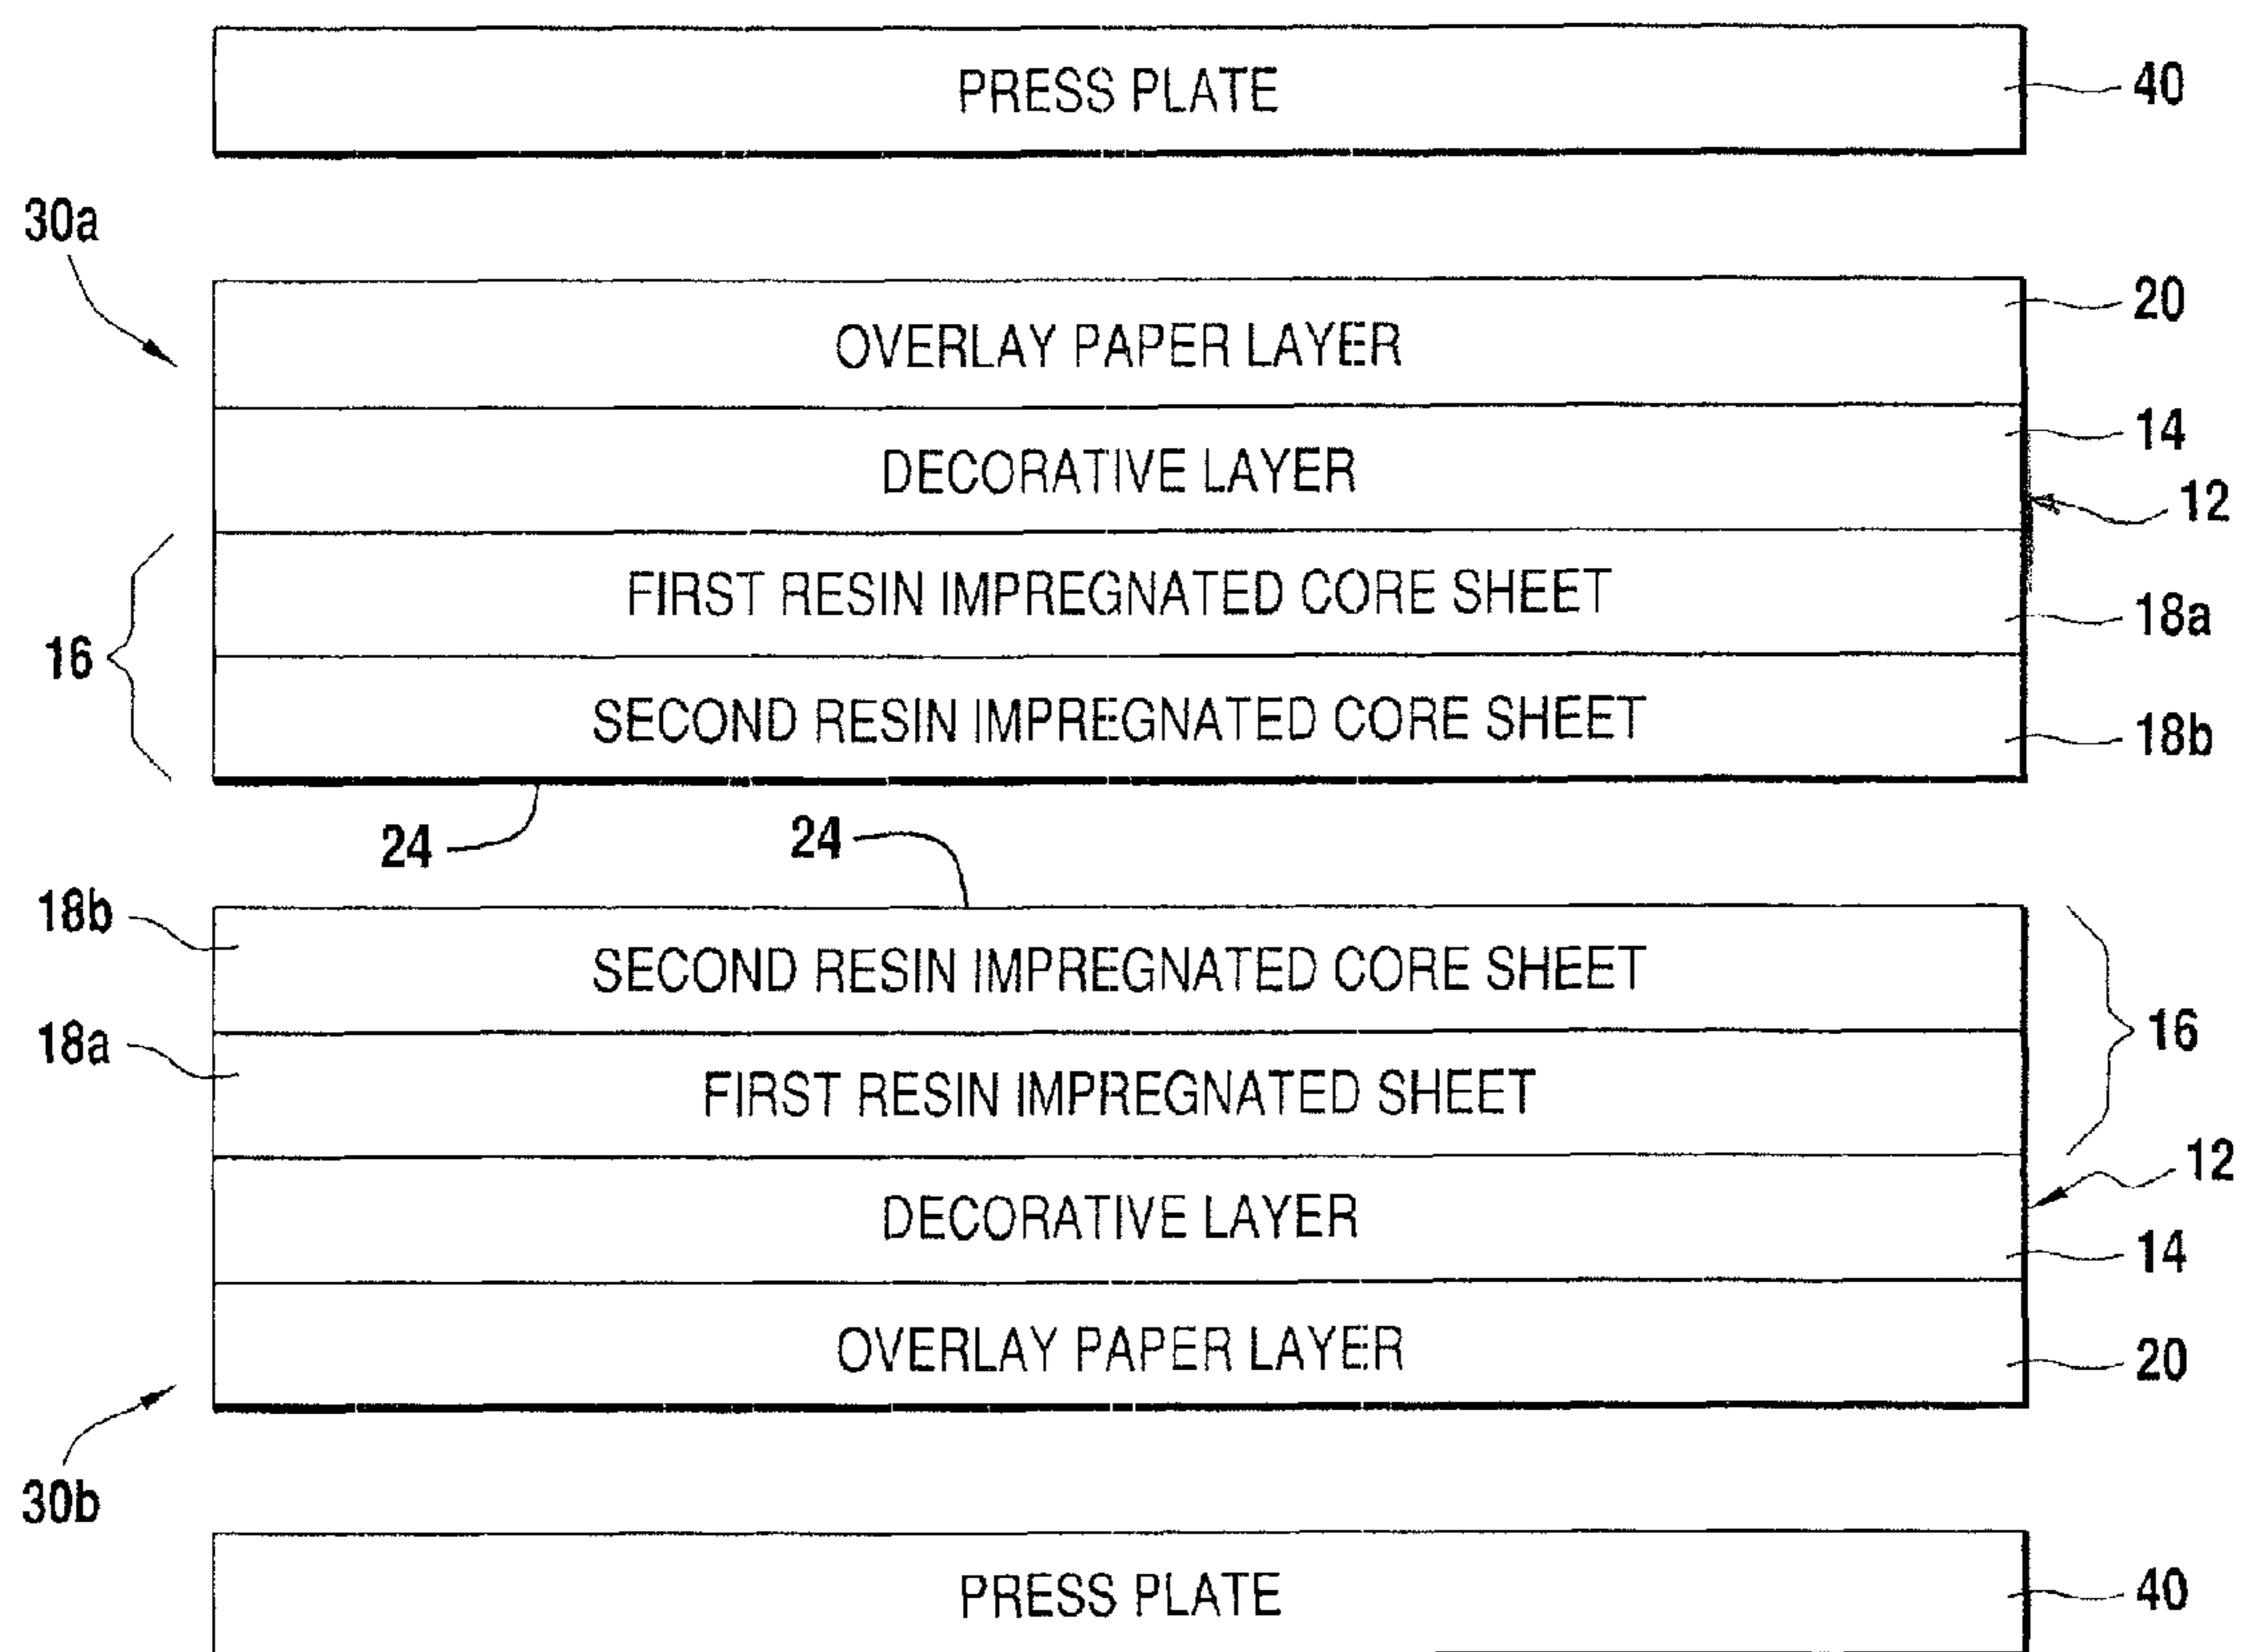 PRESS PLATE 40
30a
OVERLAY PAPER LAYER 20
DECORATIVE LAYER 14
12
FIRST RESIN IMPREGNATED CORE SHEET 18a
16
SECOND RESIN IMPREGNATED CORE SHEET 18b
24 24
18b SECOND RESIN IMPREGNATED CORE SHEET
18a FIRST RESIN IMPREGNATED SHEET 16
12
DECORATIVE LAYER 14
OVERLAY PAPER LAYER 20
30b
PRESS PLATE 40